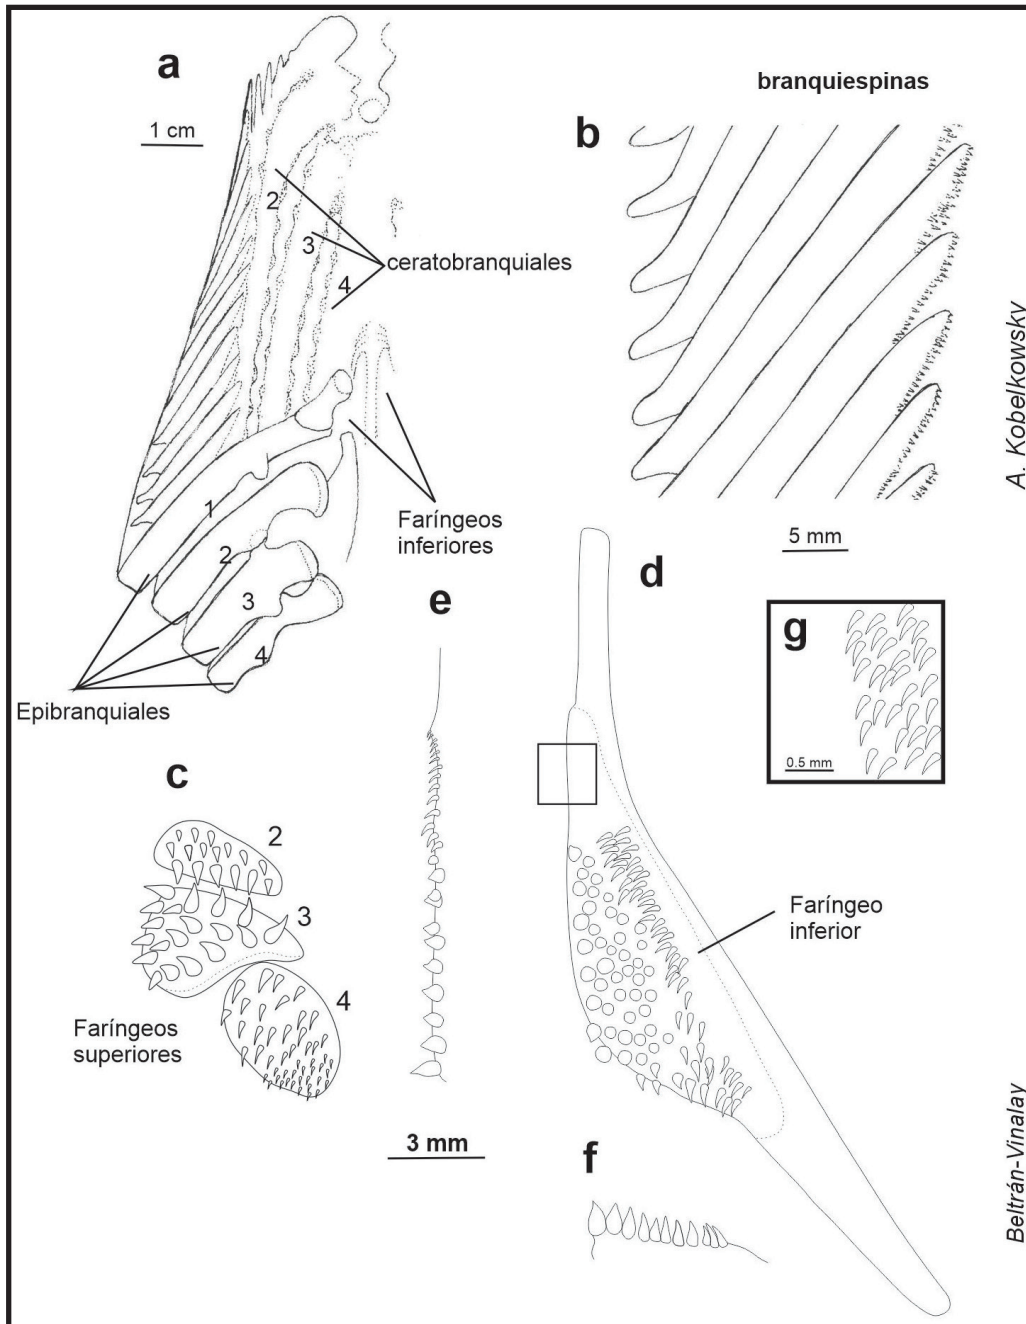 a
1 cm
2
3
4
ceratobranquiales
Faríngeos
inferiores
1
2
3
4
Epibranquiales
branquiespinas
b
5 mm
A. Kobelkowsky
c
2
3
4
Faríngeos
superiores
e
3 mm
d
Faríngeo
inferior
g
0.5 mm
f
Beltrán-Vinalay